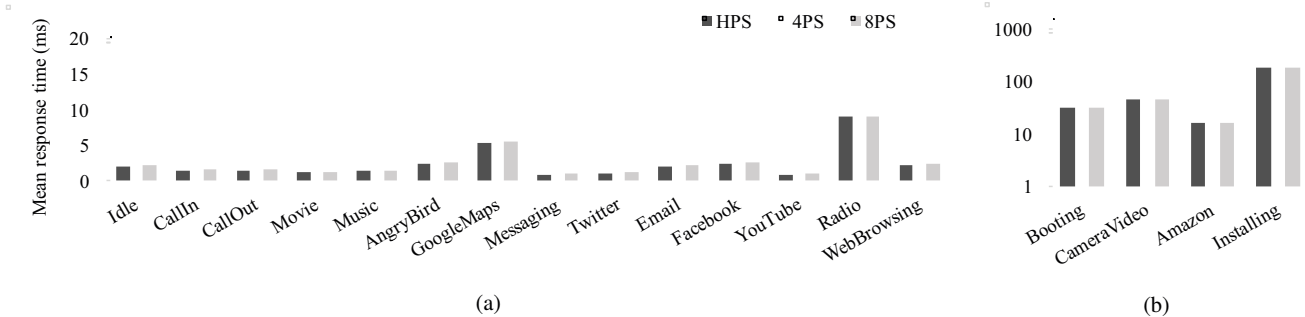 HPS 4PS 8PS
Mean response time (ms)
20
15
10
5
0
Idle
CallIn
CallOut
Movie
Music
AngryBird
GoogleMaps
Messaging
Twitter
Email
Facebook
YouTube
Radio
WebBrowsing
(a)
1000
100
10
1
Booting
CameraVideo
Amazon
Installing
(b)